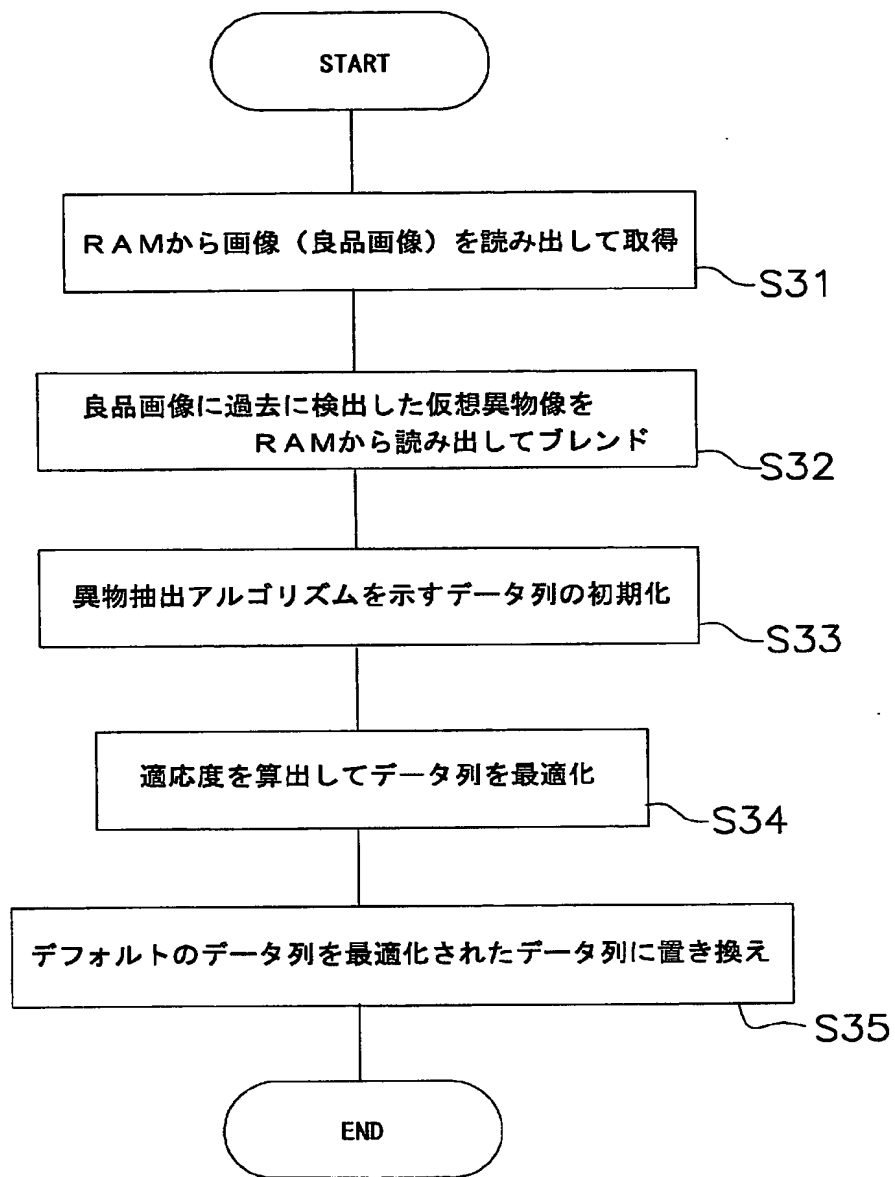 START
RAMから画像(良品画像)を読み出して取得
S31
良品画像に過去に検出した仮想異物像を
RAMから読み出してブレンド
S32
異物抽出アルゴリズムを示すデータ列の初期化
S33
適応度を算出してデータ列を最適化
S34
デフォルトのデータ列を最適化されたデータ列に置き換え
S35
END